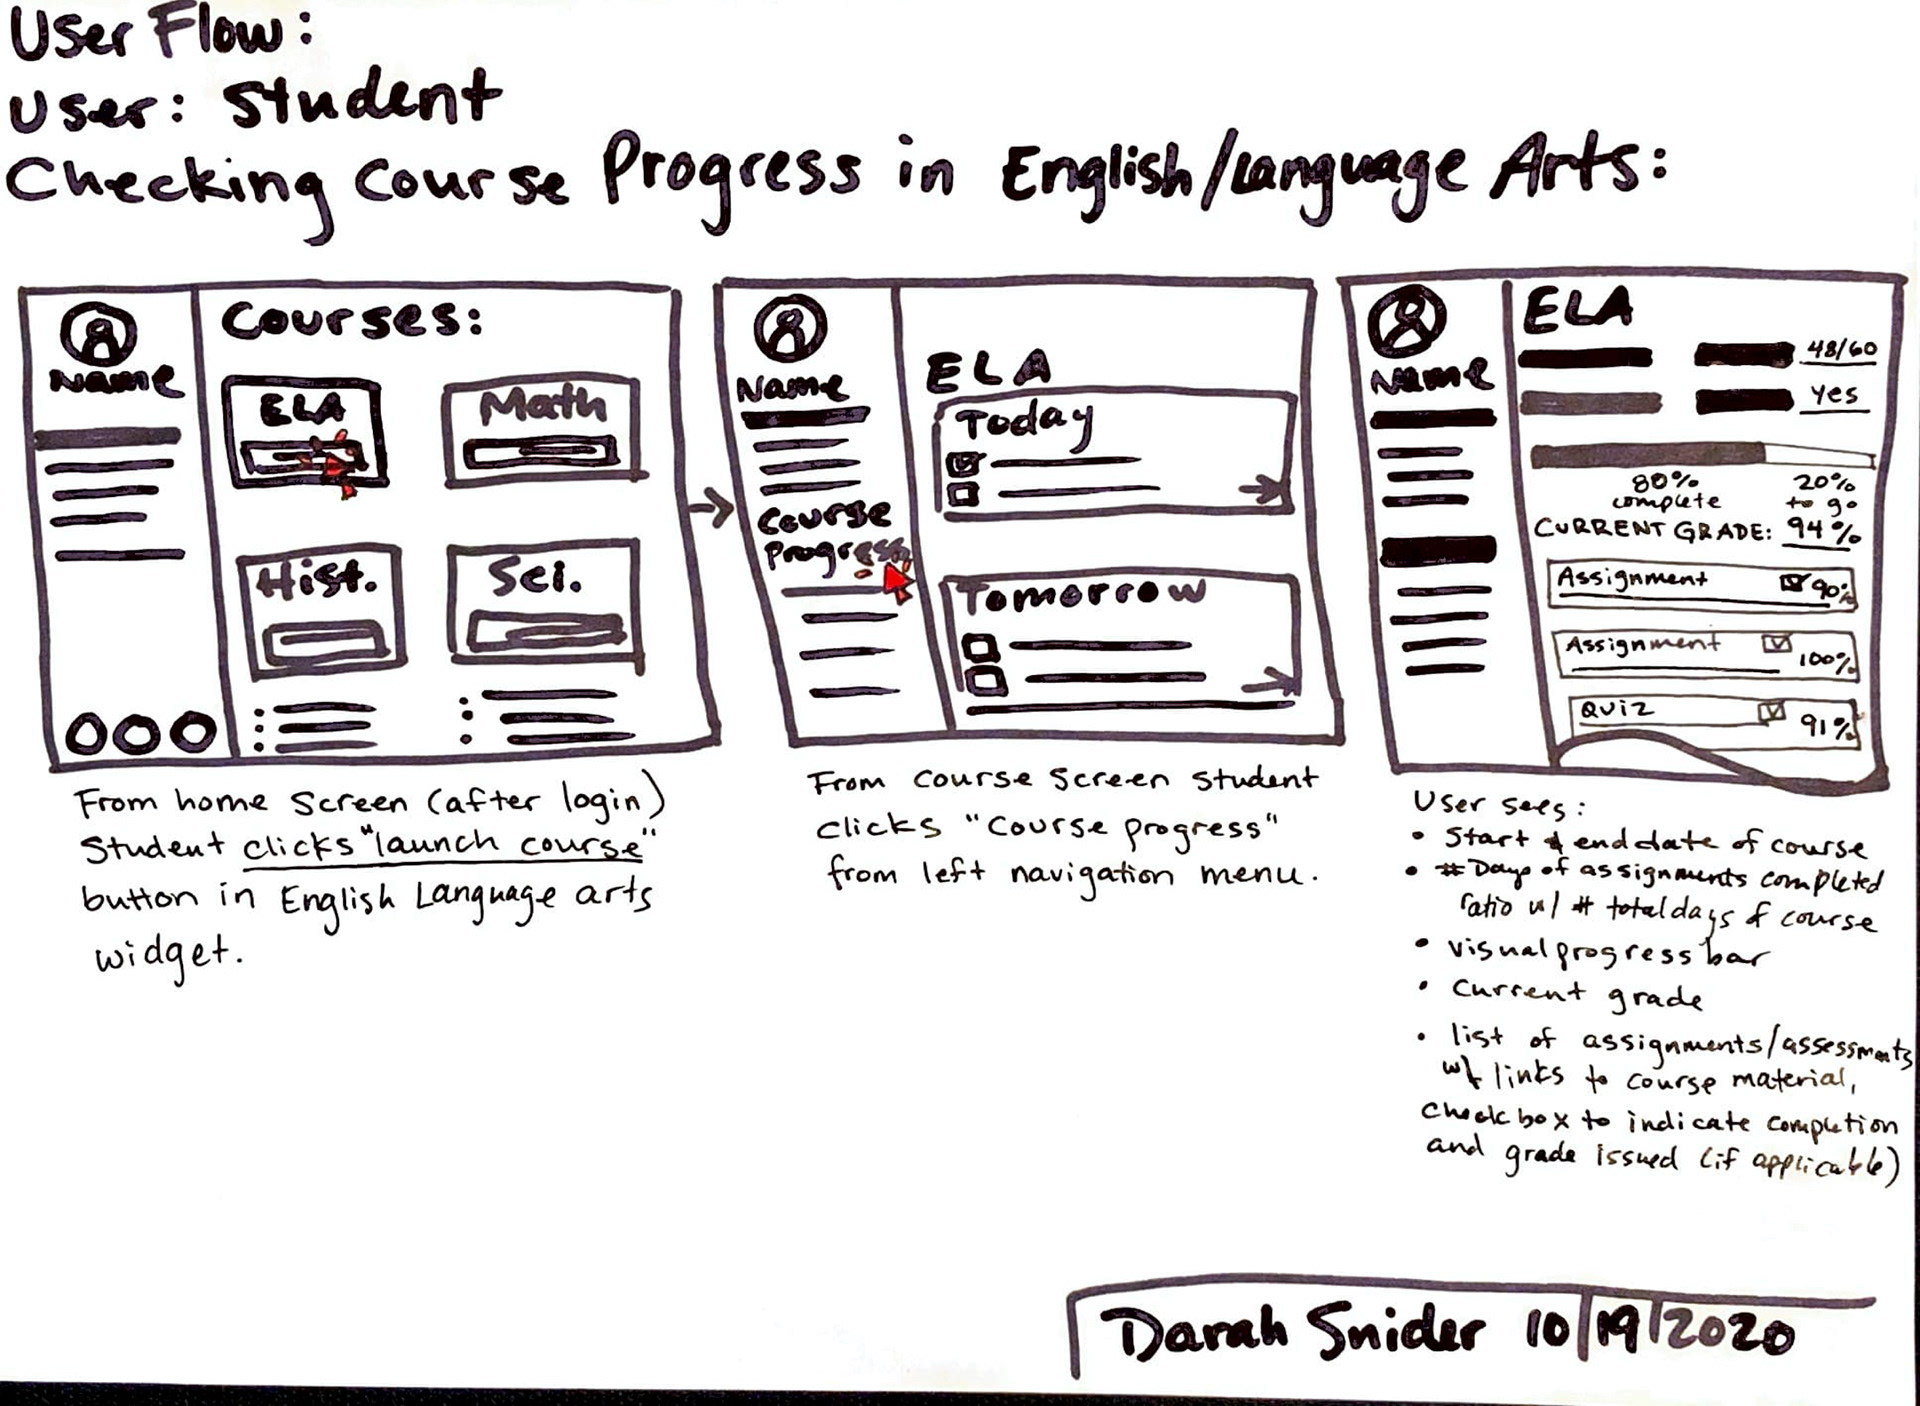 User Flow:
User: Student
Checking Course Progress in English/Language Arts:
Name
Courses:
ELA
Math
Hist.
Sci.
From home screen (after login)
Student clicks "launch course"
button in English Language arts
widget.
Name
Course
Progress
ELA
Today
Tomorrow
From course screen student
clicks "Course progress"
from left navigation menu.
Name
ELA
48/60
Yes
80% 20%
complete to go
CURRENT GRADE: 94%
Assignment 90%
Assignment 100%
Quiz 91%
User sees:
• Start & end date of course
• # Days of assignments completed
ratio w/ # total days of course
• visual progress bar
• current grade
• list of assignments/assessments
w/ links to course material,
check box to indicate completion
and grade issued (if applicable)
Darah Snider 10/19/2020